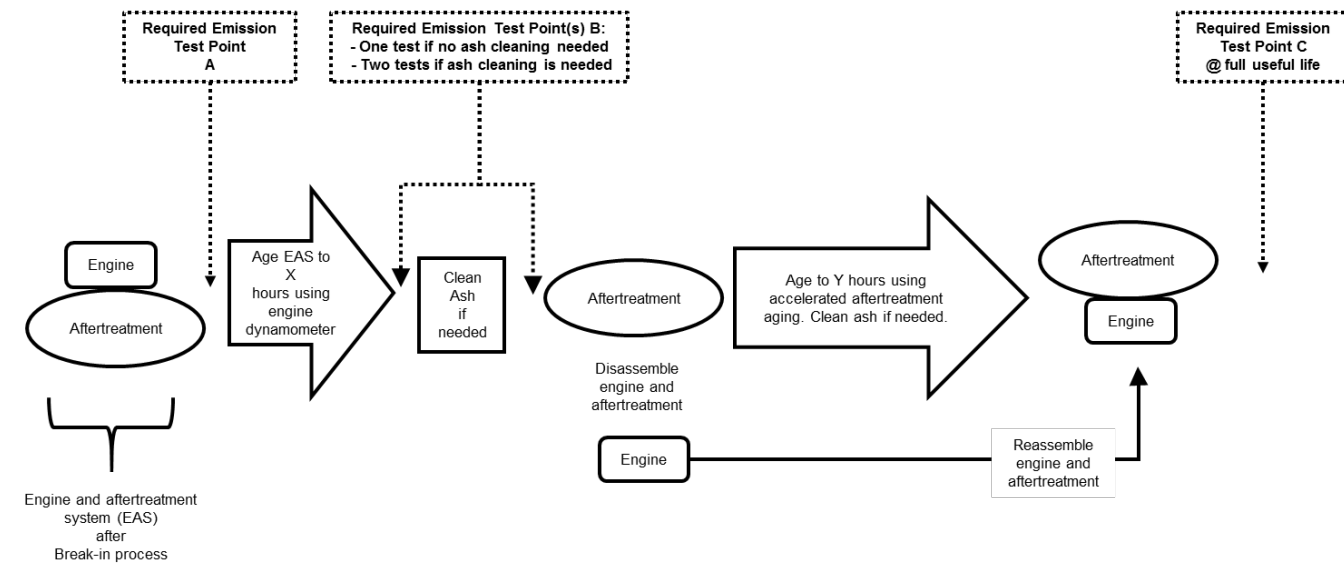 Required Emission
Test Point
A
Required Emission Test Point(s) B:
- One test if no ash cleaning needed
- Two tests if ash cleaning is needed
Required Emission
Test Point C
@ full useful life
Engine
Aftertreatment
Age EAS to
X
hours using
engine
dynamometer
Clean
Ash
if
needed
Aftertreatment
Age to Y hours using
accelerated aftertreatment
aging. Clean ash if needed.
Aftertreatment
Engine
Disassemble
engine and
aftertreatment
Engine
Reassemble
engine and
aftertreatment
Engine and aftertreatment
system (EAS)
after
Break-in process